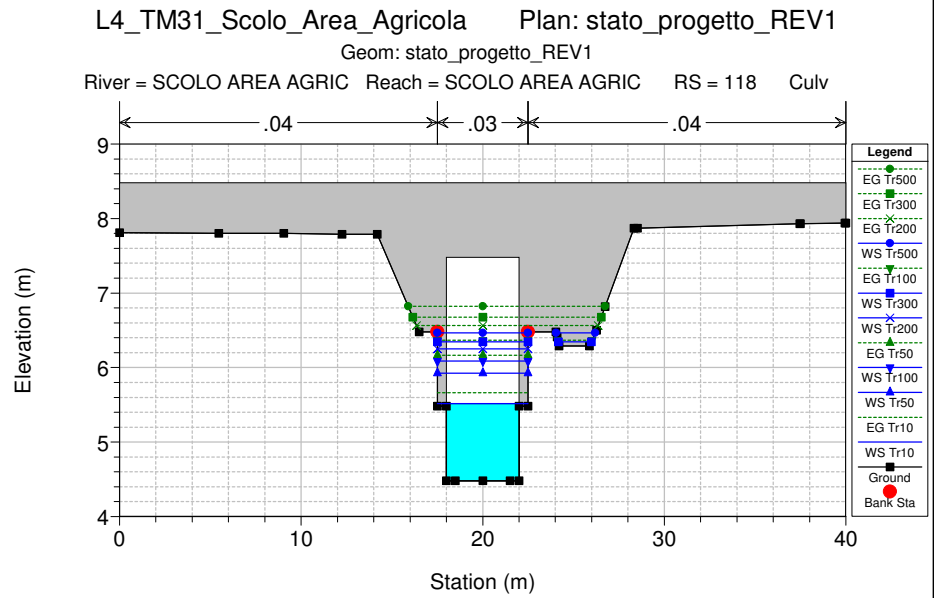 L4_TM31_Scolo_Area_Agricola Plan: stato_progetto_REV1
Geom: stato_progetto_REV1
River = SCOLO AREA AGRIC Reach = SCOLO AREA AGRIC RS = 118 Culv
.04 .03 .04
9
8
7
6
5
4
Elevation (m)
0 10 20 30 40
Station (m)
Legend
EG Tr500
EG Tr300
EG Tr200
WS Tr500
EG Tr100
WS Tr300
WS Tr200
EG Tr50
WS Tr100
WS Tr50
EG Tr10
WS Tr10
Ground
Bank Sta